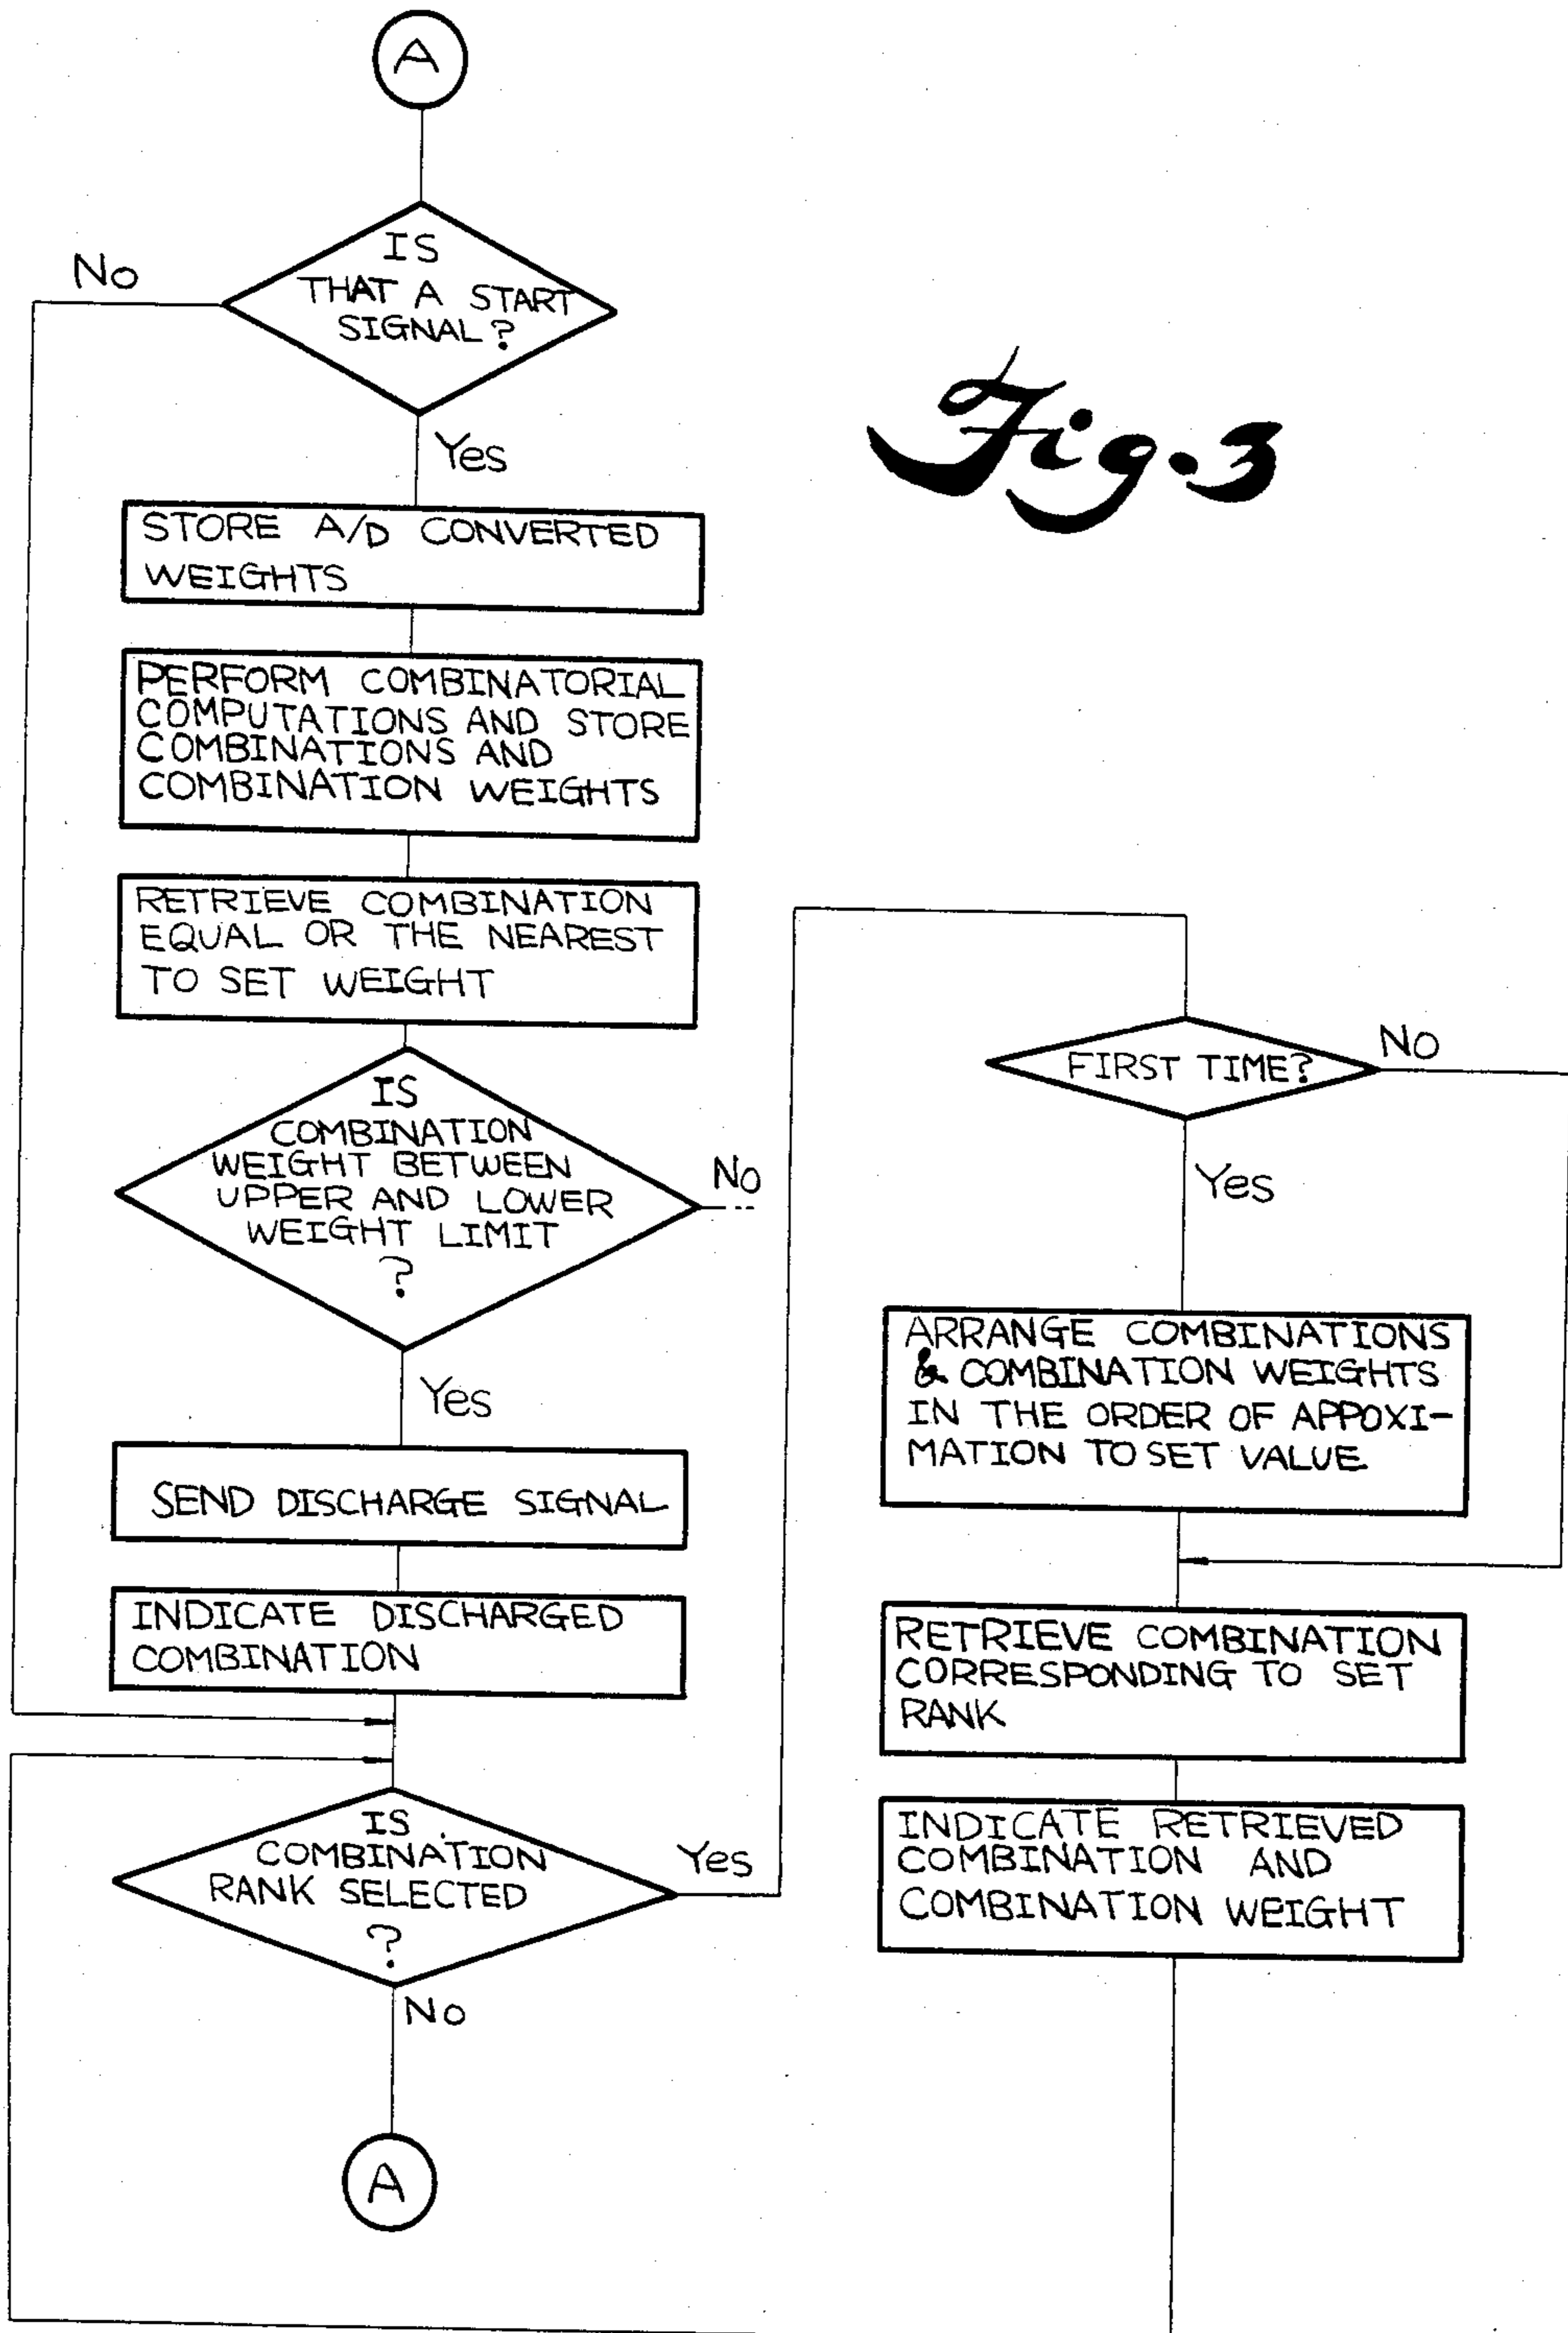 A
IS
THAT A START
SIGNAL?
No
Yes
STORE A/D CONVERTED
WEIGHTS
PERFORM COMBINATORIAL
COMPUTATIONS AND STORE
COMBINATIONS AND
COMBINATION WEIGHTS
RETRIEVE COMBINATION
EQUAL OR THE NEAREST
TO SET WEIGHT
IS
COMBINATION
WEIGHT BETWEEN
UPPER AND LOWER
WEIGHT LIMIT
?
No
Yes
SEND DISCHARGE SIGNAL
INDICATE DISCHARGED
COMBINATION
IS
COMBINATION
RANK SELECTED
?
Yes
No
A
Fig.3
FIRST TIME?
NO
Yes
ARRANGE COMBINATIONS
& COMBINATION WEIGHTS
IN THE ORDER OF APPOXI-
MATION TO SET VALUE
RETRIEVE COMBINATION
CORRESPONDING TO SET
RANK
INDICATE RETRIEVED
COMBINATION AND
COMBINATION WEIGHT